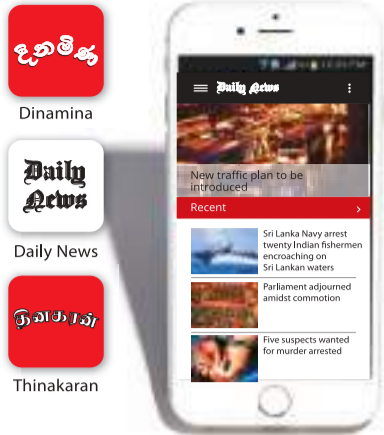 දිනමිණ
Dinamina
Daily
News
Daily News
தினகரன்
Thinakaran
Daily News
New traffic plan to be
introduced
Recent
Sri Lanka Navy arrest
twenty Indian fishermen
encroaching on
Sri Lankan waters
Parliament adjourned
amidst commotion
Five suspects wanted
for murder arrested